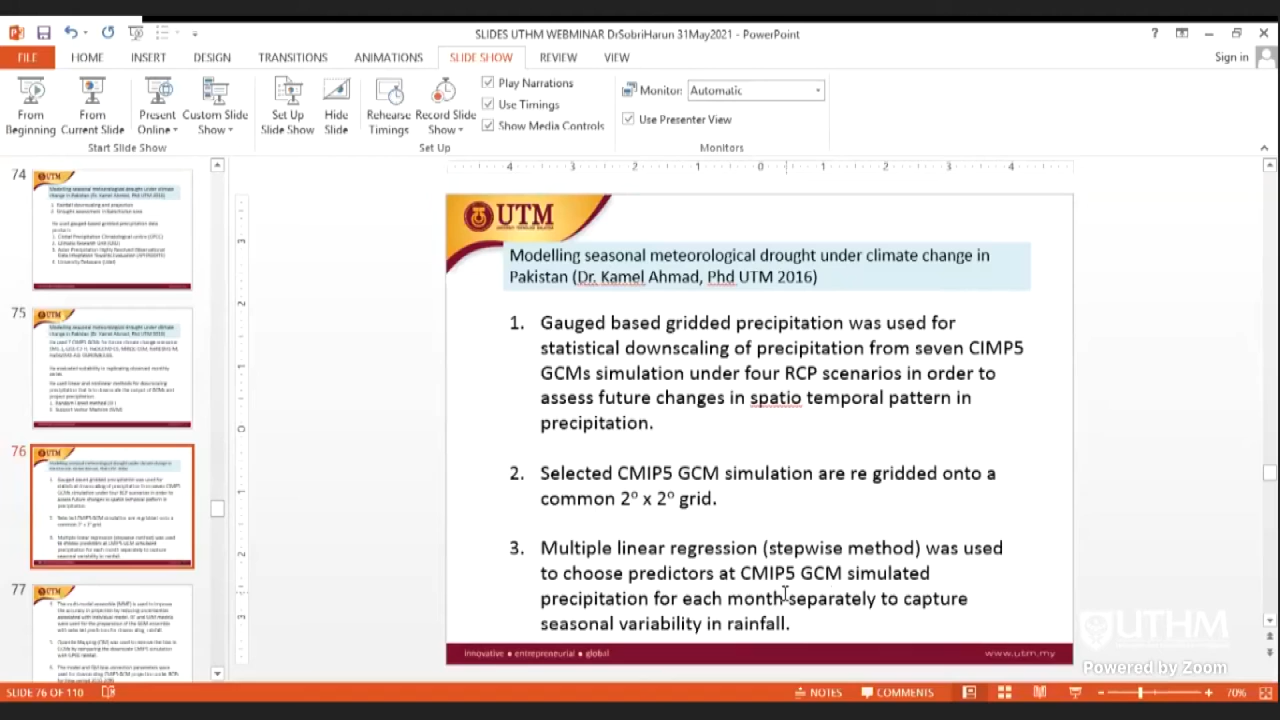 SLIDES UTHM WEBMINAR DrSobriHarun 31May2021 - PowerPoint
FILE HOME INSERT DESIGN TRANSITIONS ANIMATIONS SLIDE SHOW REVIEW VIEW Sign in
From Beginning
From Current Slide
Present Online
Custom Slide Show
Set Up Slide Show
Hide Slide
Rehearse Timings
Record Slide Show
Play Narrations
Use Timings
Show Media Controls
Monitor: Automatic
Use Presenter View
Start Slide Show
Set Up
Monitors
74
75
76
77
UTM
Modelling seasonal meteorological drought under climate change in
Pakistan (Dr. Kamel Ahmad, Phd UTM 2016)
1. Gauged based gridded precipitation was used for
statistical downscaling of precipitation from seven CIMP5
GCMs simulation under four RCP scenarios in order to
assess future changes in spatio temporal pattern in
precipitation.
2. Selected CMIP5 GCM simulation are re-gridded onto a
common 2° x 2° grid.
3. Multiple linear regression (stepwise method) was used
to choose predictors at CMIP5 GCM simulated
precipitation for each month separately to capture
seasonal variability in rainfall.
innovative ● entrepreneurial ● global
www.utm.my
UTHM
Powered by Zoom
SLIDE 76 OF 110 NOTES COMMENTS 70%